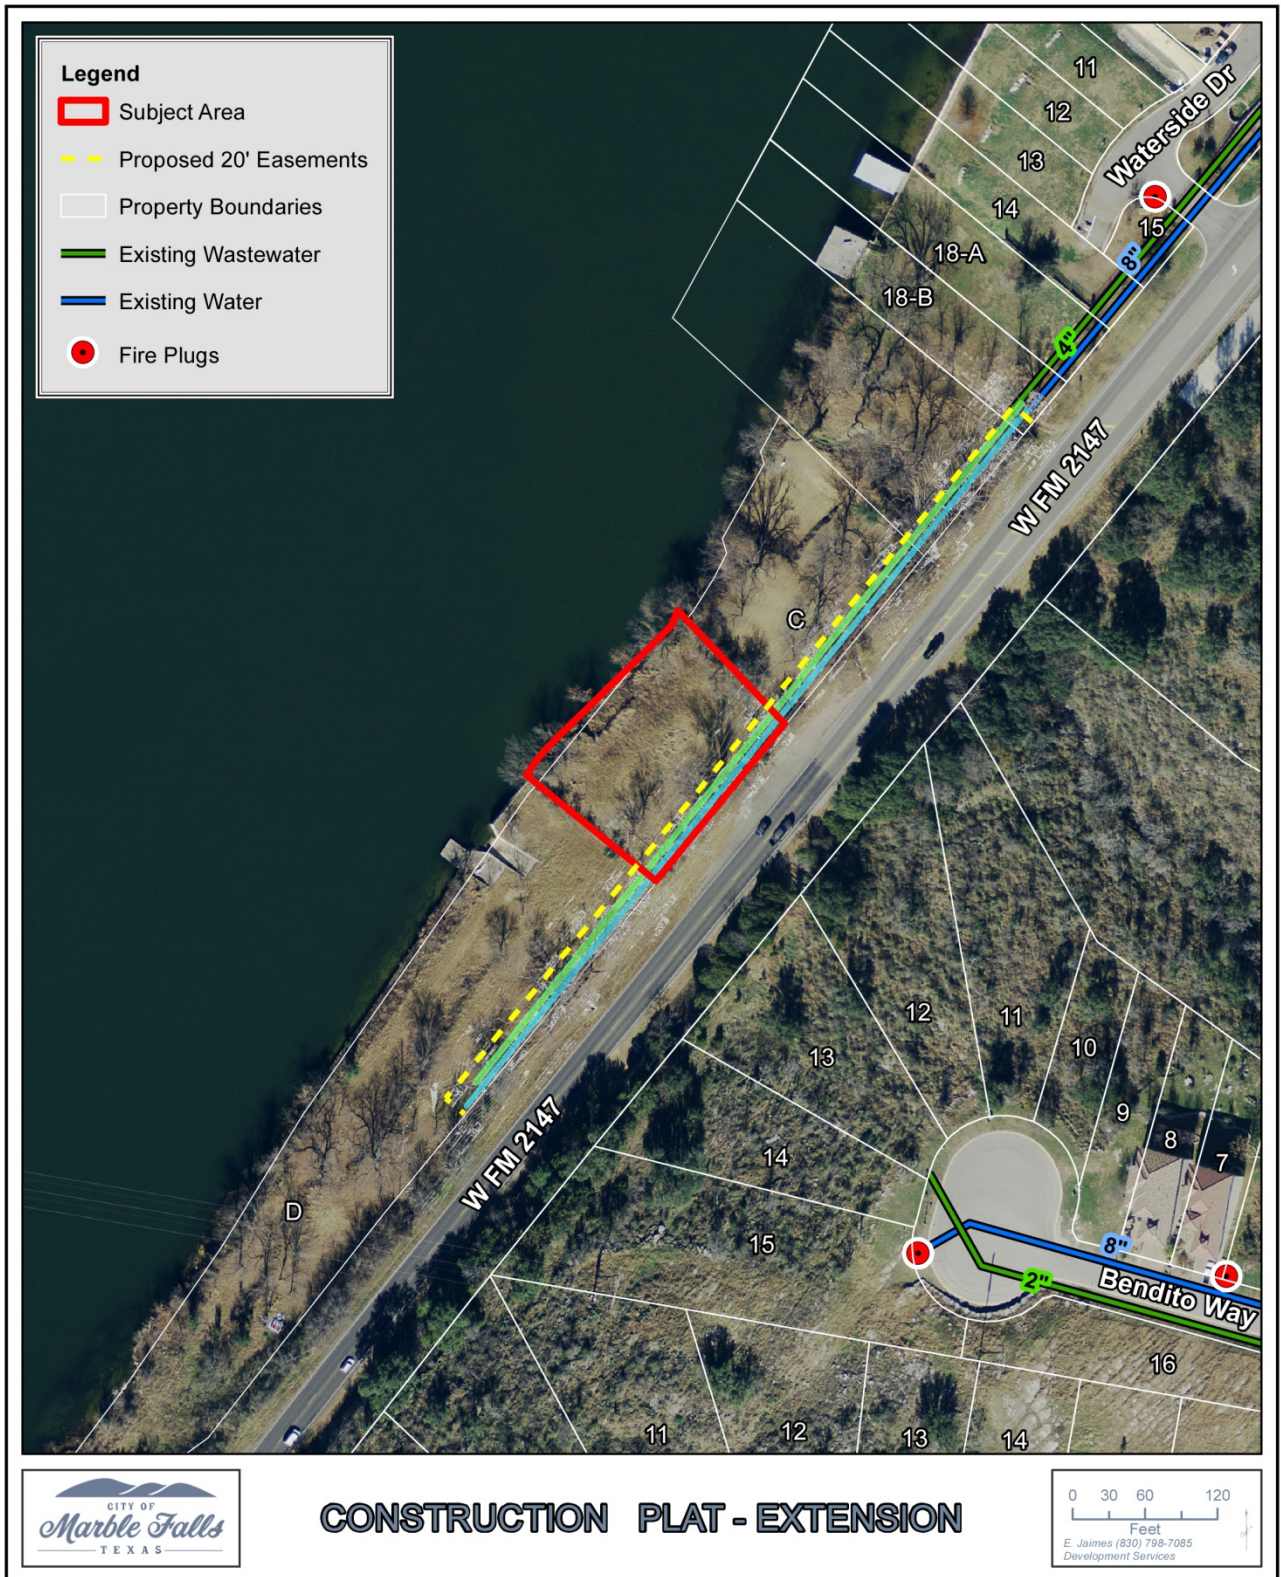 Legend
Subject Area
Proposed 20' Easements
Property Boundaries
Existing Wastewater
Existing Water
Fire Plugs
11
12
13
14
Waterside Dr
15
18-A
18-B
8"
4"
W FM 2147
C
12
11
10
9
8
7
13
14
15
W FM 2147
D
8"
2"
Bendito Way
16
11
12
13
14
CITY OF
Marble Falls
TEXAS
CONSTRUCTION PLAT - EXTENSION
0 30 60 120
Feet
E. Jaimes (830) 798-7085
Development Services